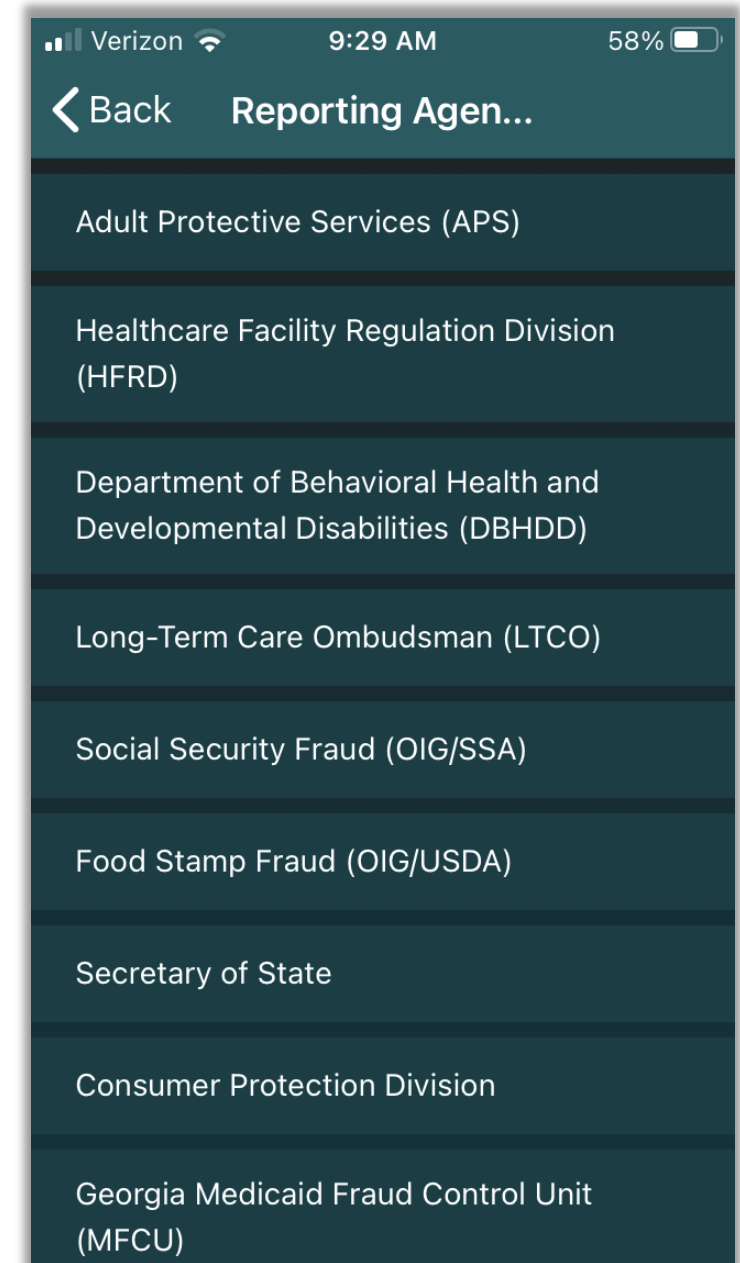 Verizon 9:29 AM 58%
Back Reporting Agen...
Adult Protective Services (APS)
Healthcare Facility Regulation Division
(HFRD)
Department of Behavioral Health and
Developmental Disabilities (DBHDD)
Long-Term Care Ombudsman (LTCO)
Social Security Fraud (OIG/SSA)
Food Stamp Fraud (OIG/USDA)
Secretary of State
Consumer Protection Division
Georgia Medicaid Fraud Control Unit
(MFCU)